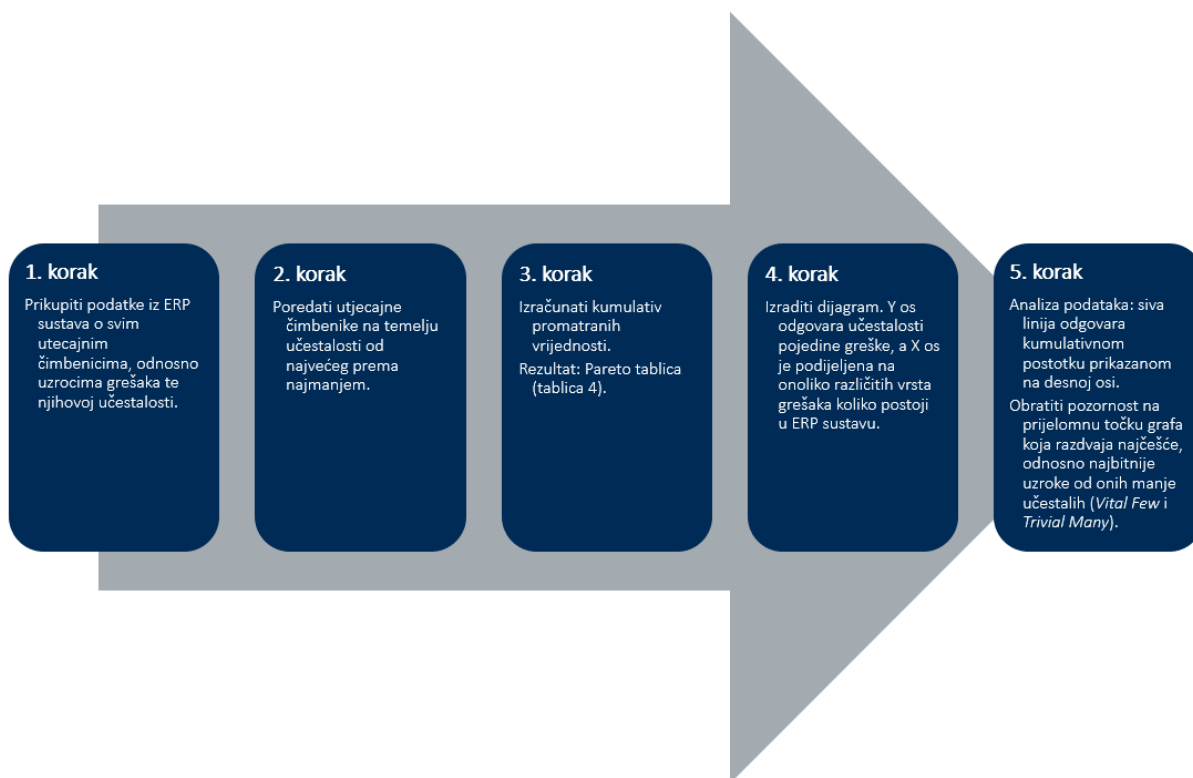 1. korak
Prikupiti podatke iz ERP
sustava o svim
utecajnim
čimbenicima, odnosno
uzrocima grešaka te
njihovoj učestalosti.
2. korak
Poredati utjecajne
čimbenike na temelju
učestalosti od
najvećeg prema
najmanjem.
3. korak
Izračunati kumulativ
promatranih
vrijednosti.
Rezultat: Pareto tablica
(tablica 4).
4. korak
Izraditi dijagram. Y os
odgovara učestalosti
pojedine greške, a X os
je podijeljena na
onoliko različitih vrsta
grešaka koliko postoji
u ERP sustavu.
5. korak
Analiza podataka: siva
linija odgovara
kumulativnom
postotku prikazanom
na desnoj osi.
Obratiti pozornost na
prijelomnu točku grafa
koja razdvaja najčešće,
odnosno najbitnije
uzroke od onih manje
učestalih (Vital Few i
Trivial Many).